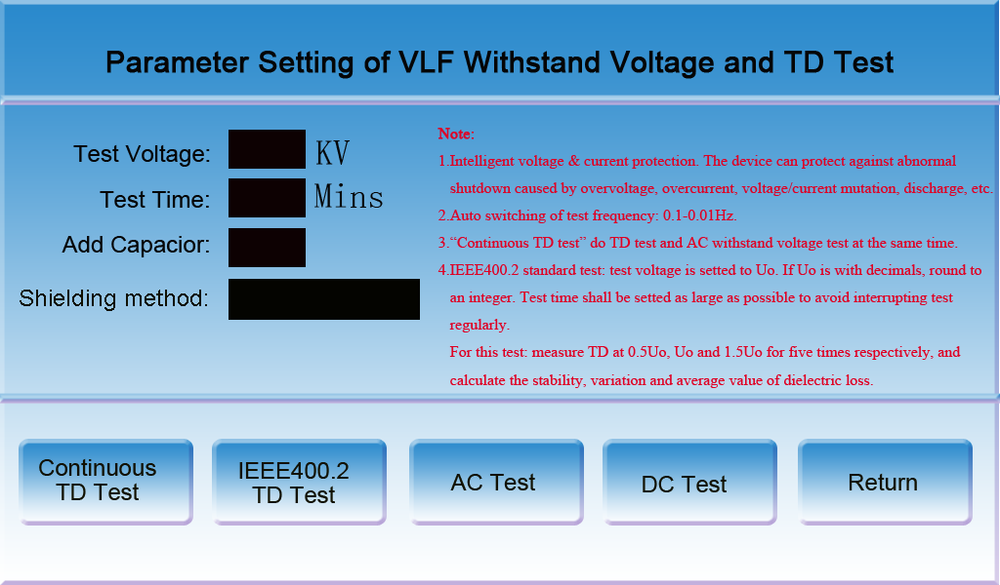 Parameter Setting of VLF Withstand Voltage and TD Test
Test Voltage: KV
Test Time: Mins
Add Capacior:
Shielding method:
Note:
1.Intelligent voltage & current protection. The device can protect against abnormal
shutdown caused by overvoltage, overcurrent, voltage/current mutation, discharge, etc.
2.Auto switching of test frequency: 0.1-0.01Hz.
3.“Continuous TD test” do TD test and AC withstand voltage test at the same time.
4.IEEE400.2 standard test: test voltage is setted to Uo. If Uo is with decimals, round to
an integer. Test time shall be setted as large as possible to avoid interrupting test
regularly.
For this test: measure TD at 0.5Uo, Uo and 1.5Uo for five times respectively, and
calculate the stability, variation and average value of dielectric loss.
Continuous
TD Test
IEEE400.2
TD Test
AC Test
DC Test
Return